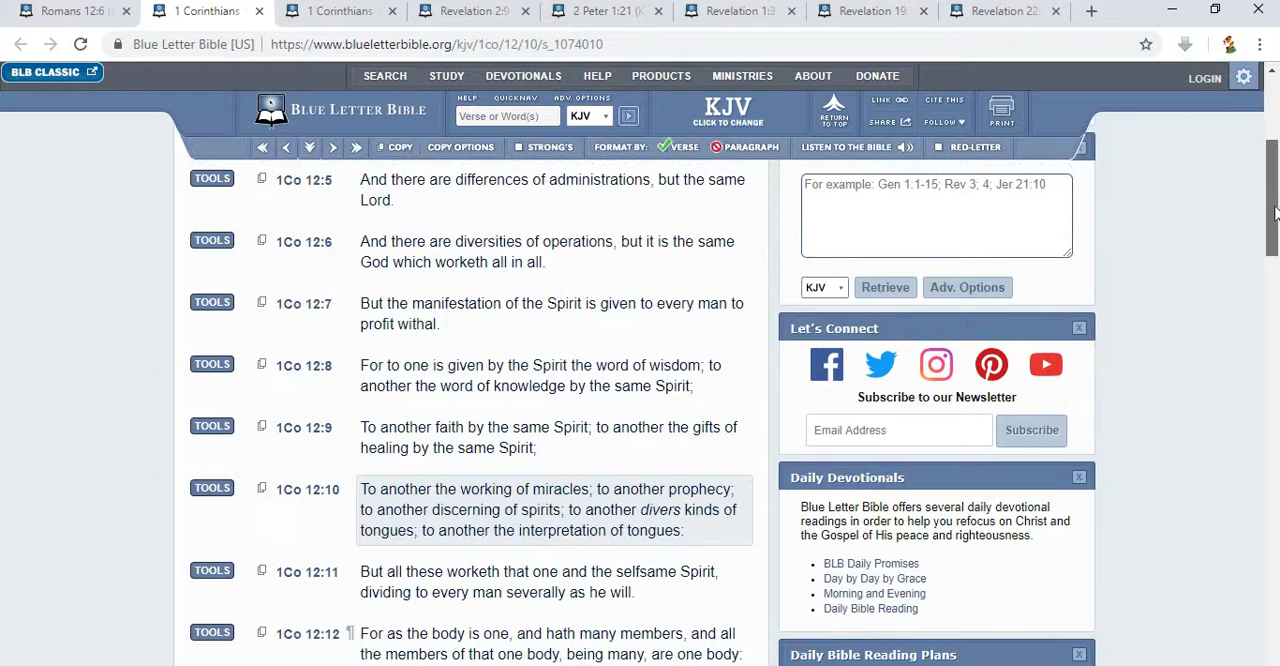 Romans 12:6
1 Corinthians
1 Corinthians
Revelation 2:9
2 Peter 1:21 (K
Revelation 1:3
Revelation 19:
Revelation 22:
Blue Letter Bible [US]
https://www.blueletterbible.org/kjv/1co/12/10/s_1074010
BLB CLASSIC
SEARCH STUDY DEVOTIONALS HELP PRODUCTS MINISTRIES ABOUT DONATE
LOGIN
BLUE LETTER BIBLE
HELP QUICKNAV ADV. OPTIONS
Verse or Word(s) KJV
KJV
CLICK TO CHANGE
RETURN
TO TOP
LINK CITE THIS
SHARE FOLLOW
PRINT
COPY COPY OPTIONS STRONG'S FORMAT BY: VERSE PARAGRAPH LISTEN TO THE BIBLE RED-LETTER
TOOLS 1Co 12:5 And there are differences of administrations, but the same
Lord.
TOOLS 1Co 12:6 And there are diversities of operations, but it is the same
God which worketh all in all.
TOOLS 1Co 12:7 But the manifestation of the Spirit is given to every man to
profit withal.
TOOLS 1Co 12:8 For to one is given by the Spirit the word of wisdom; to
another the word of knowledge by the same Spirit;
TOOLS 1Co 12:9 To another faith by the same Spirit; to another the gifts of
healing by the same Spirit;
TOOLS 1Co 12:10 To another the working of miracles; to another prophecy;
to another discerning of spirits; to another divers kinds of
tongues; to another the interpretation of tongues:
TOOLS 1Co 12:11 But all these worketh that one and the selfsame Spirit,
dividing to every man severally as he will.
TOOLS 1Co 12:12 ¶ For as the body is one, and hath many members, and all
the members of that one body, being many, are one body:
For example: Gen 1:1-15; Rev 3; 4; Jer 21:10
KJV Retrieve Adv. Options
Let's Connect
Subscribe to our Newsletter
Email Address Subscribe
Daily Devotionals
Blue Letter Bible offers several daily devotional
readings in order to help you refocus on Christ and
the Gospel of His peace and righteousness.
BLB Daily Promises
Day by Day by Grace
Morning and Evening
Daily Bible Reading
Daily Bible Reading Plans